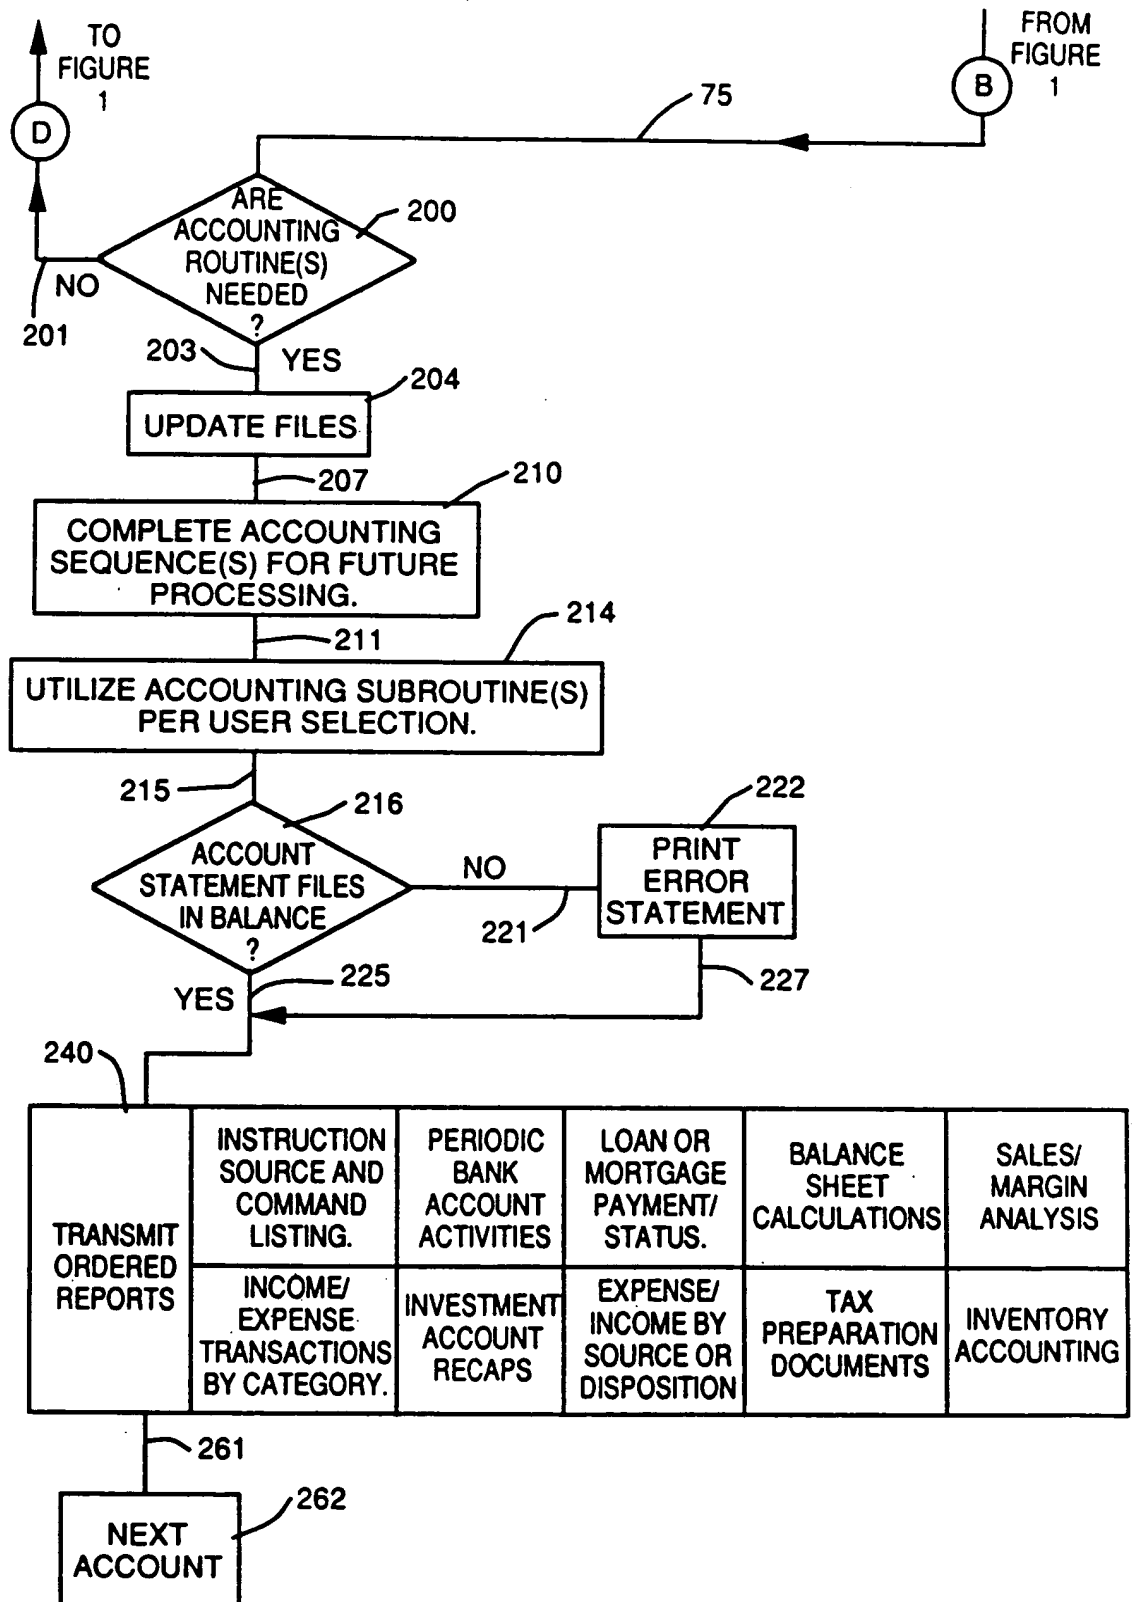 TO
FIGURE
1
D
FROM
FIGURE
1
B
75
ARE
ACCOUNTING
ROUTINE(S)
NEEDED
?
200
NO
201
203
YES
204
UPDATE FILES
207
210
COMPLETE ACCOUNTING
SEQUENCE(S) FOR FUTURE
PROCESSING.
211
214
UTILIZE ACCOUNTING SUBROUTINE(S)
PER USER SELECTION.
215
216
ACCOUNT
STATEMENT FILES
IN BALANCE
?
NO
221
222
PRINT
ERROR
STATEMENT
227
YES
225
240
TRANSMIT
ORDERED
REPORTS
INSTRUCTION
SOURCE AND
COMMAND
LISTING.
PERIODIC
BANK
ACCOUNT
ACTIVITIES
LOAN OR
MORTGAGE
PAYMENT/
STATUS.
BALANCE
SHEET
CALCULATIONS
SALES/
MARGIN
ANALYSIS
INCOME/
EXPENSE
TRANSACTIONS
BY CATEGORY.
INVESTMENT
ACCOUNT
RECAPS
EXPENSE/
INCOME BY
SOURCE OR
DISPOSITION
TAX
PREPARATION
DOCUMENTS
INVENTORY
ACCOUNTING
261
262
NEXT
ACCOUNT